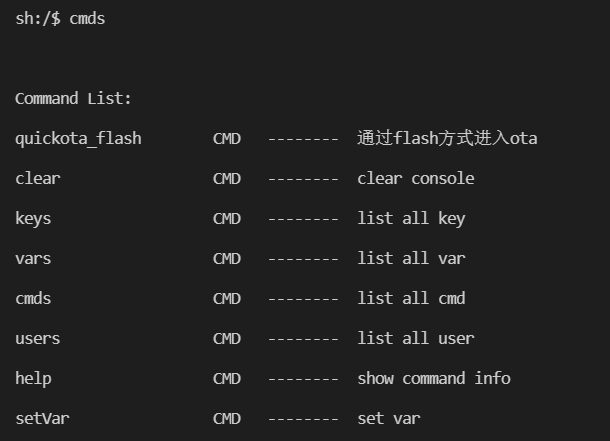 sh:/$ cmds
Command List:
quickota_flash CMD -------- 通过flash方式进入ota
clear CMD -------- clear console
keys CMD -------- list all key
vars CMD -------- list all var
cmds CMD -------- list all cmd
users CMD -------- list all user
help CMD -------- show command info
setVar CMD -------- set var